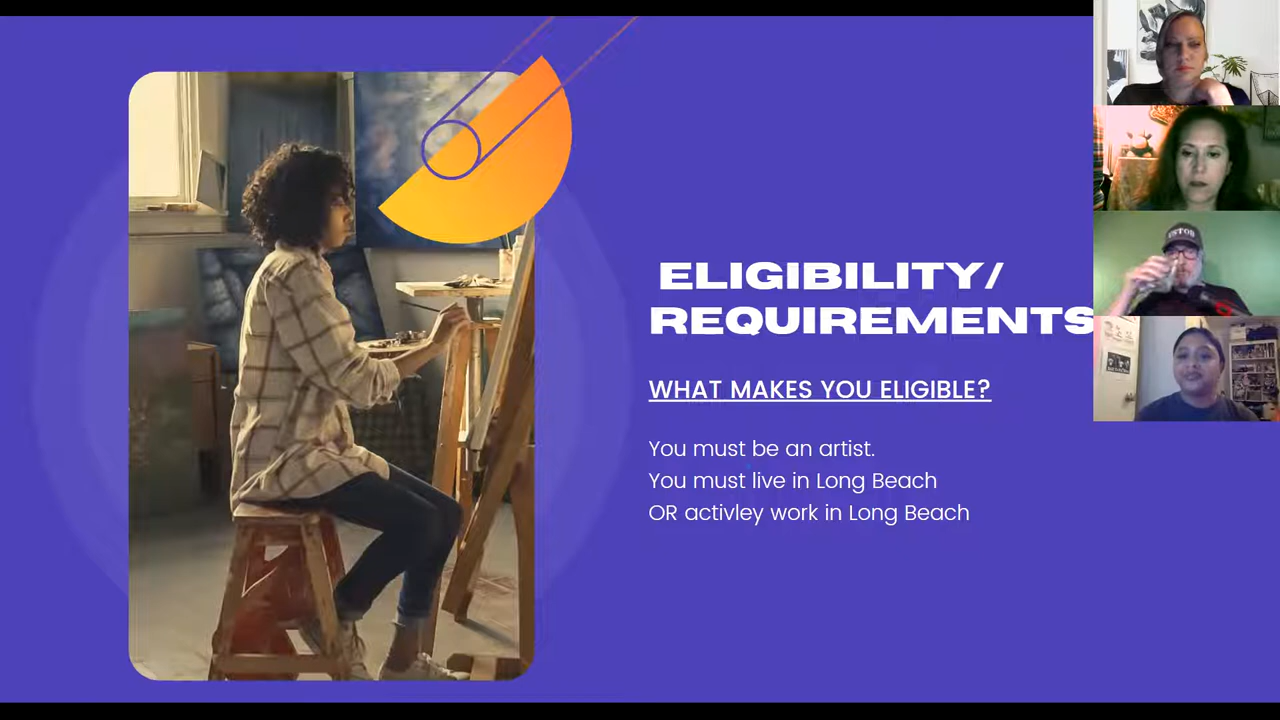 ELIGIBILITY/
REQUIREMENTS
WHAT MAKES YOU ELIGIBLE?
You must be an artist.
You must live in Long Beach
OR activley work in Long Beach